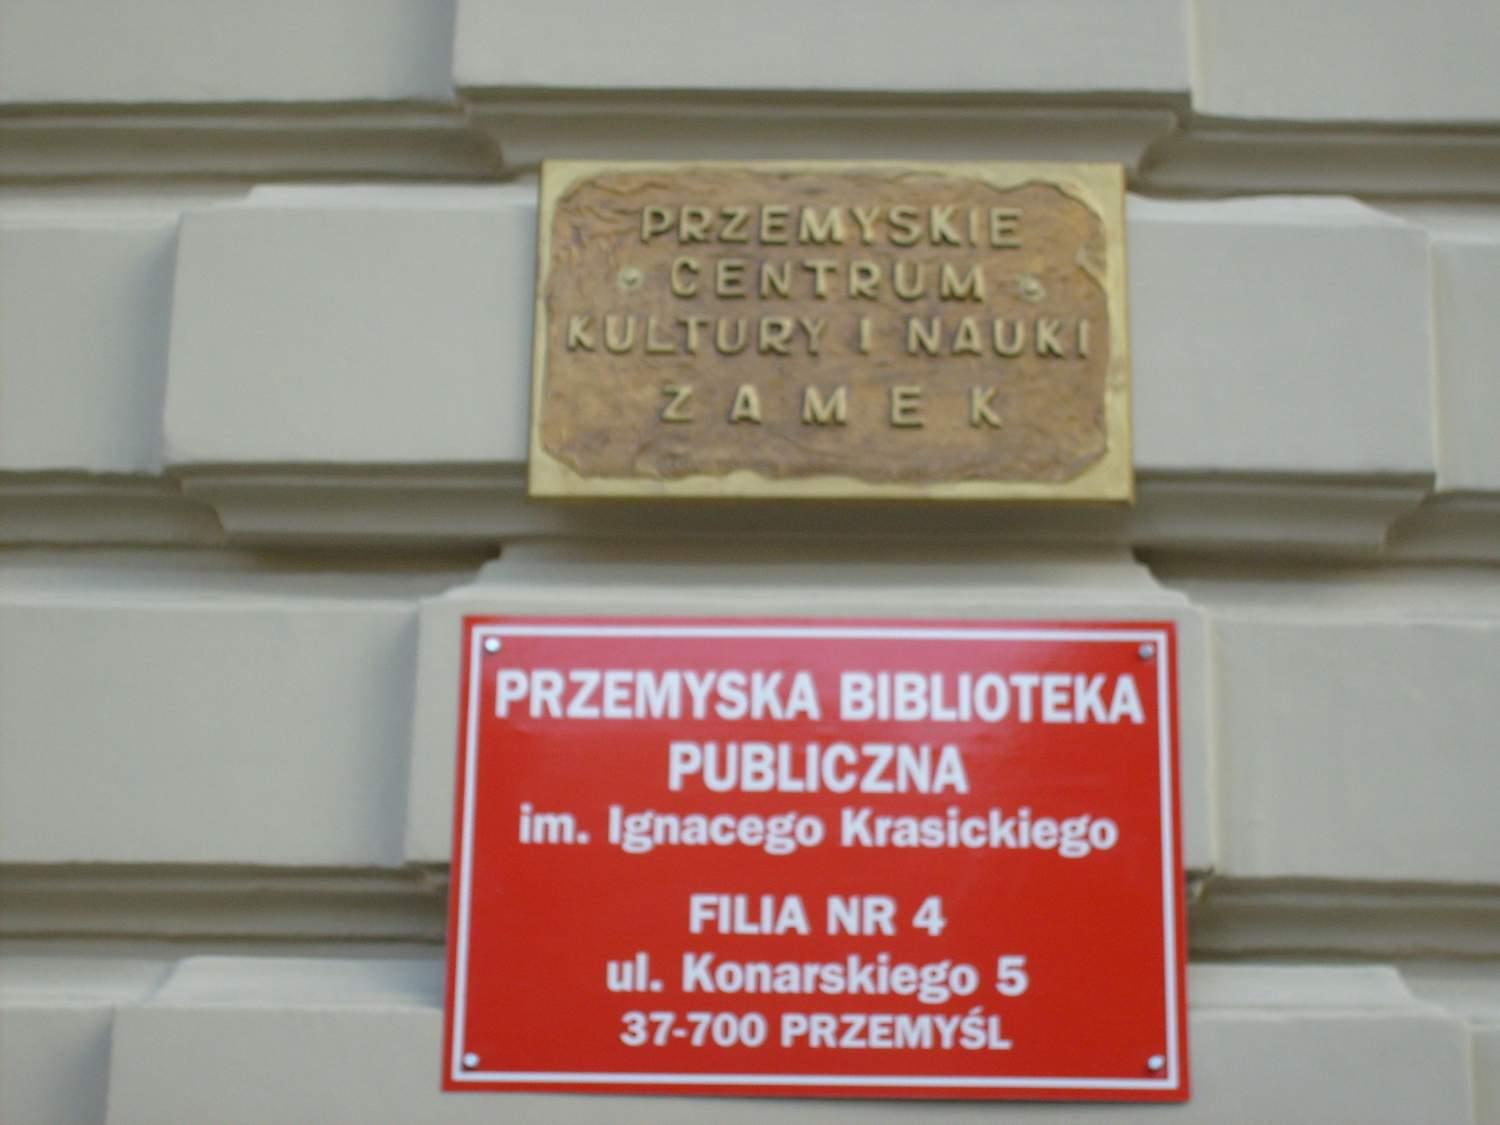 PRZEMYSKIE
CENTRUM
KULTURY I NAUKI
ZAMEK
PRZEMYSKA BIBLIOTEKA
PUBLICZNA
im. Ignacego Krasickiego
FILIA NR 4
ul. Konarskiego 5
37-700 PRZEMYŚL